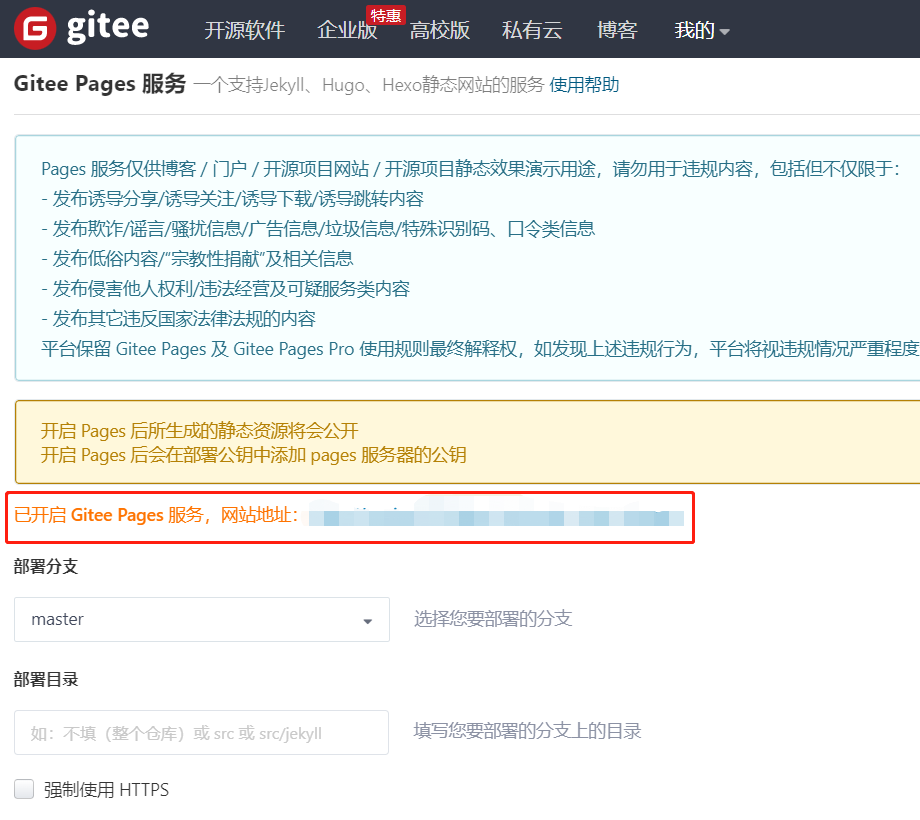 gitee 开源软件 企业版 特惠 高校版 私有云 博客 我的
Gitee Pages 服务 一个支持Jekyll、Hugo、Hexo静态网站的服务 使用帮助
Pages 服务仅供博客 / 门户 / 开源项目网站 / 开源项目静态效果演示用途，请勿用于违规内容，包括但不仅限于：
- 发布诱导分享/诱导关注/诱导下载/诱导跳转内容
- 发布欺诈/谣言/骚扰信息/广告信息/垃圾信息/特殊识别码、口令类信息
- 发布低俗内容/“宗教性捐献”及相关信息
- 发布侵害他人权利/违法经营及可疑服务类内容
- 发布其它违反国家法律法规的内容
平台保留 Gitee Pages 及 Gitee Pages Pro 使用规则最终解释权，如发现上述违规行为，平台将视违规情况严重程度
开启 Pages 后所生成的静态资源将会公开
开启 Pages 后会在部署公钥中添加 pages 服务器的公钥
已开启 Gitee Pages 服务，网站地址：
部署分支
master 选择您要部署的分支
部署目录
如：不填（整个仓库）或 src 或 src/jekyll 填写您要部署的分支上的目录
强制使用 HTTPS